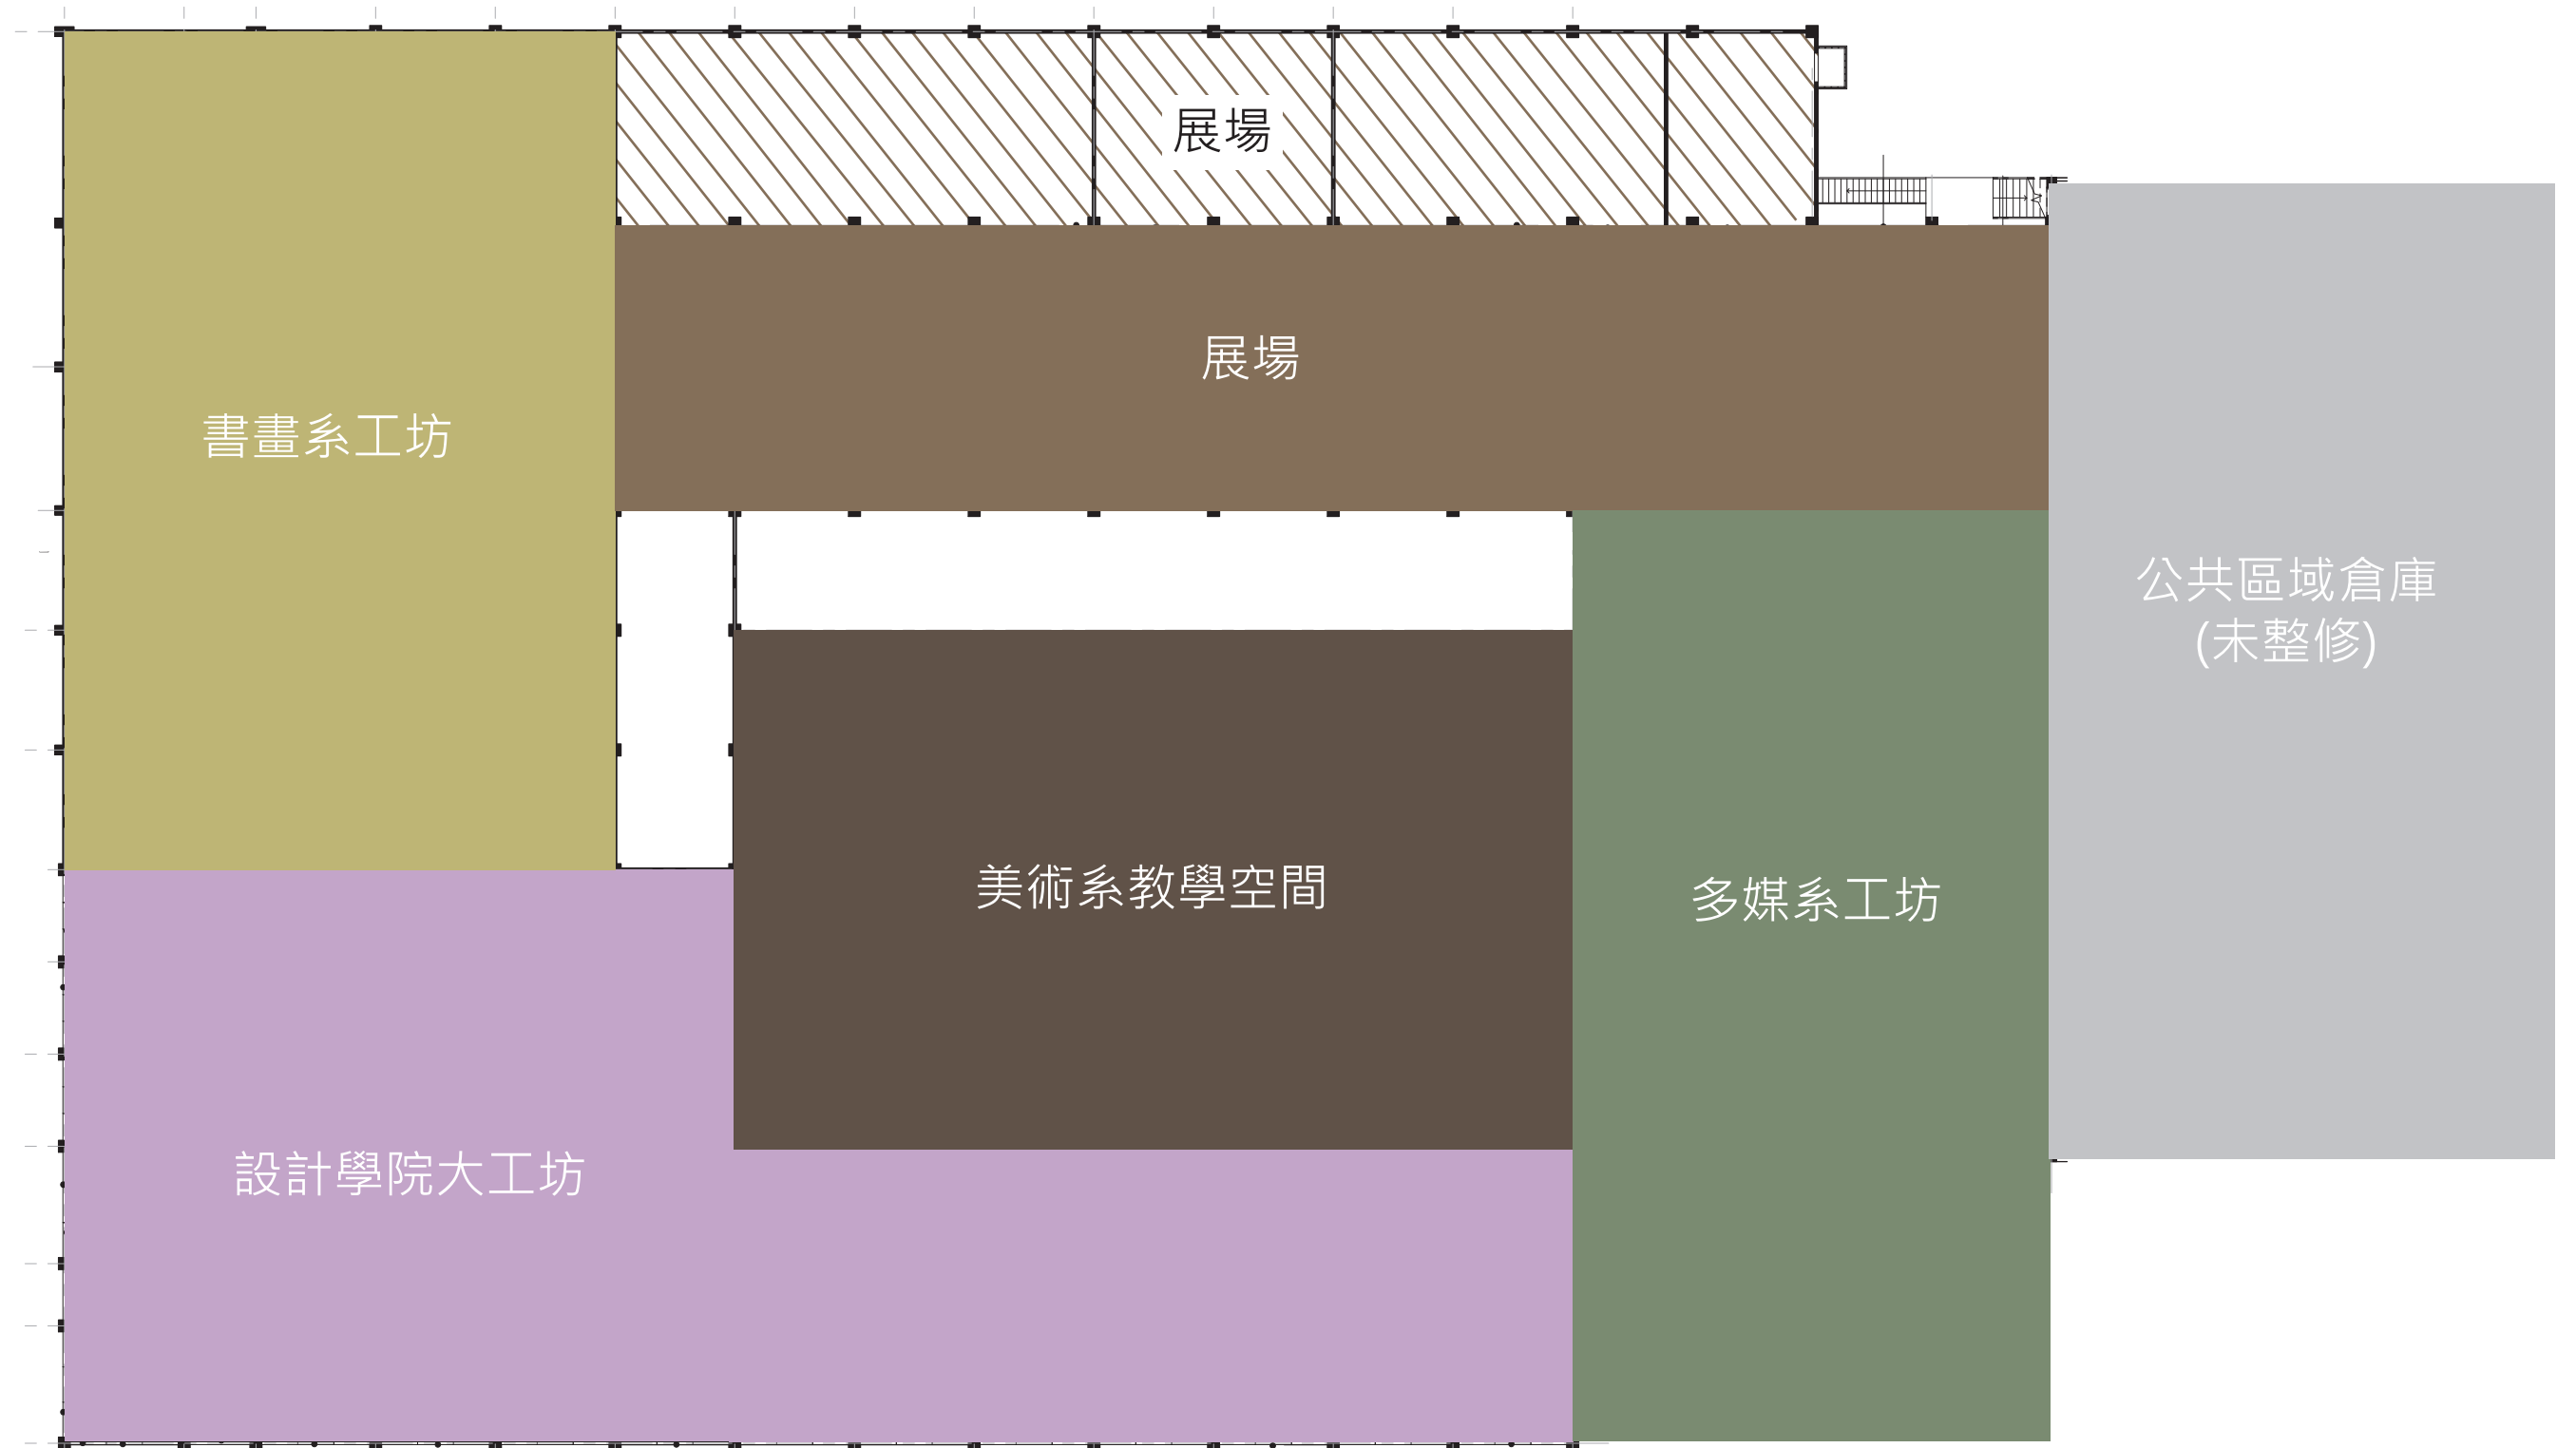 展場
展場
書畫系工坊
公共區域倉庫
(未整修)
美術系教學空間
多媒系工坊
設計學院大工坊